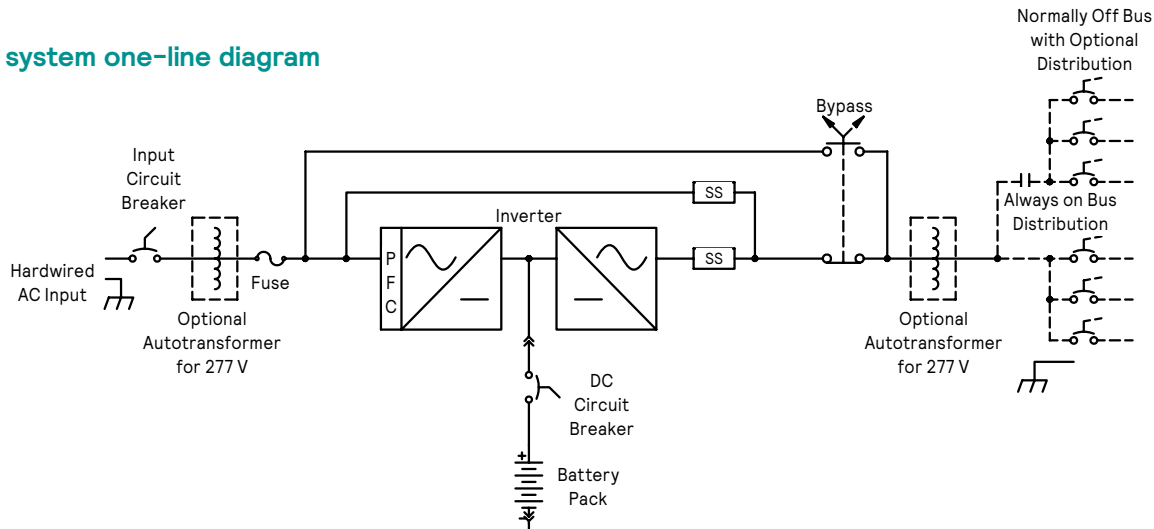 system one-line diagram
Normally Off Bus
with Optional
Distribution
Bypass
Input
Circuit
Breaker
SS
Always on Bus
Distribution
Inverter
Hardwired
AC Input
Fuse
P
F
C
SS
Optional
Autotransformer
for 277 V
Optional
Autotransformer
for 277 V
DC
Circuit
Breaker
+
Battery
Pack